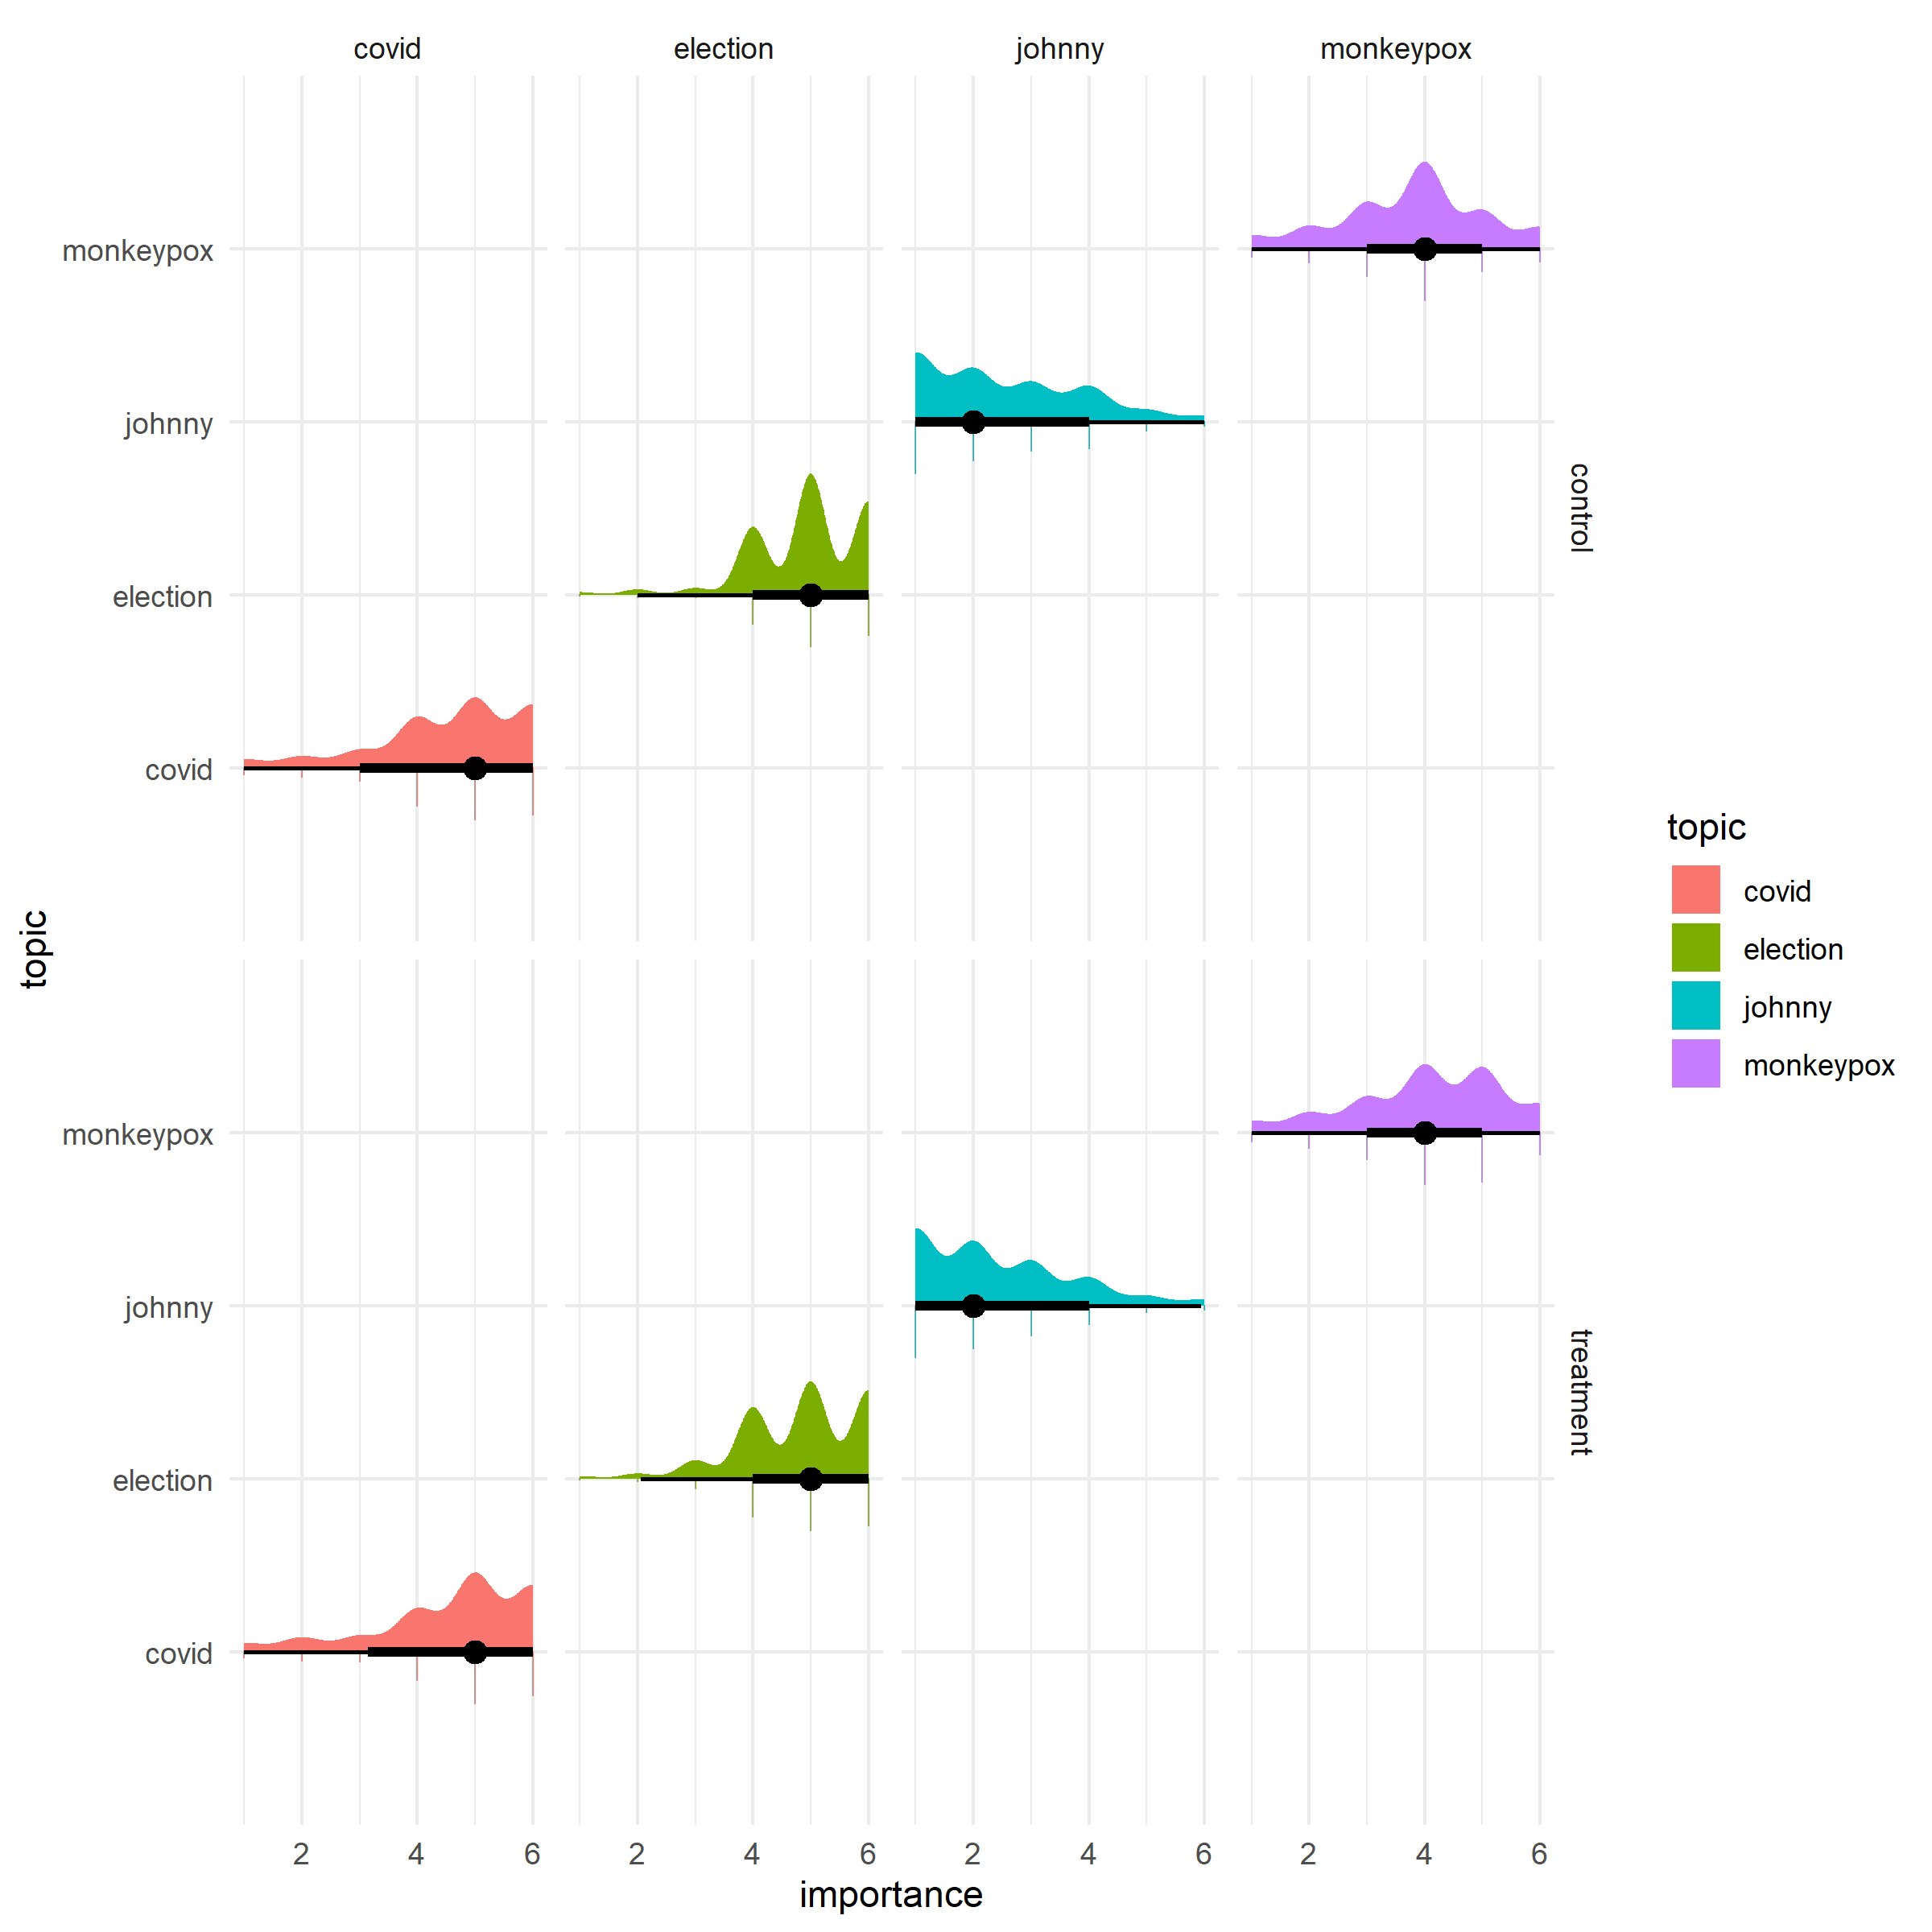 covid election johnny monkeypox
monkeypox
johnny
election
covid
control
topic
monkeypox
johnny
election
covid
treatment
2 4 6 2 4 6 2 4 6 2 4 6
importance
topic
covid
election
johnny
monkeypox